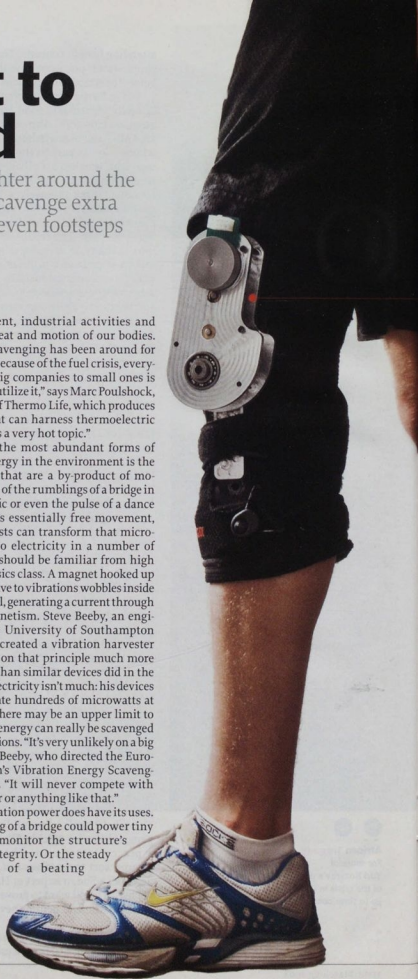 to
d
hter around the
cavenge extra
even footsteps
ent, industrial activities and
eat and motion of our bodies.
avenging has been around for
ecause of the fuel crisis, every-
ig companies to small ones is
utilize it," says Marc Poulshock,
f Thermo Life, which produces
t can harness thermoelectric
s a very hot topic."
the most abundant forms of
ergy in the environment is the
that are a by-product of mo-
of the rumblings of a bridge in
ic or even the pulse of a dance
s essentially free movement,
sts can transform that micro-
o electricity in a number of
should be familiar from high
sics class. A magnet hooked up
ve to vibrations wobbles inside
l, generating a current through
netism. Steve Beeby, an engi-
University of Southampton
created a vibration harvester
on that principle much more
han similar devices did in the
ectricity isn't much: his devices
te hundreds of microwatts at
here may be an upper limit to
energy can really be scavenged
ions. "It's very unlikely on a big
Beeby, who directed the Euro-
n's Vibration Energy Scaveng-
"It will never compete with
r or anything like that."
ation power does have its uses.
g of a bridge could power tiny
monitor the structure's
tegrity. Or the steady
of a beating